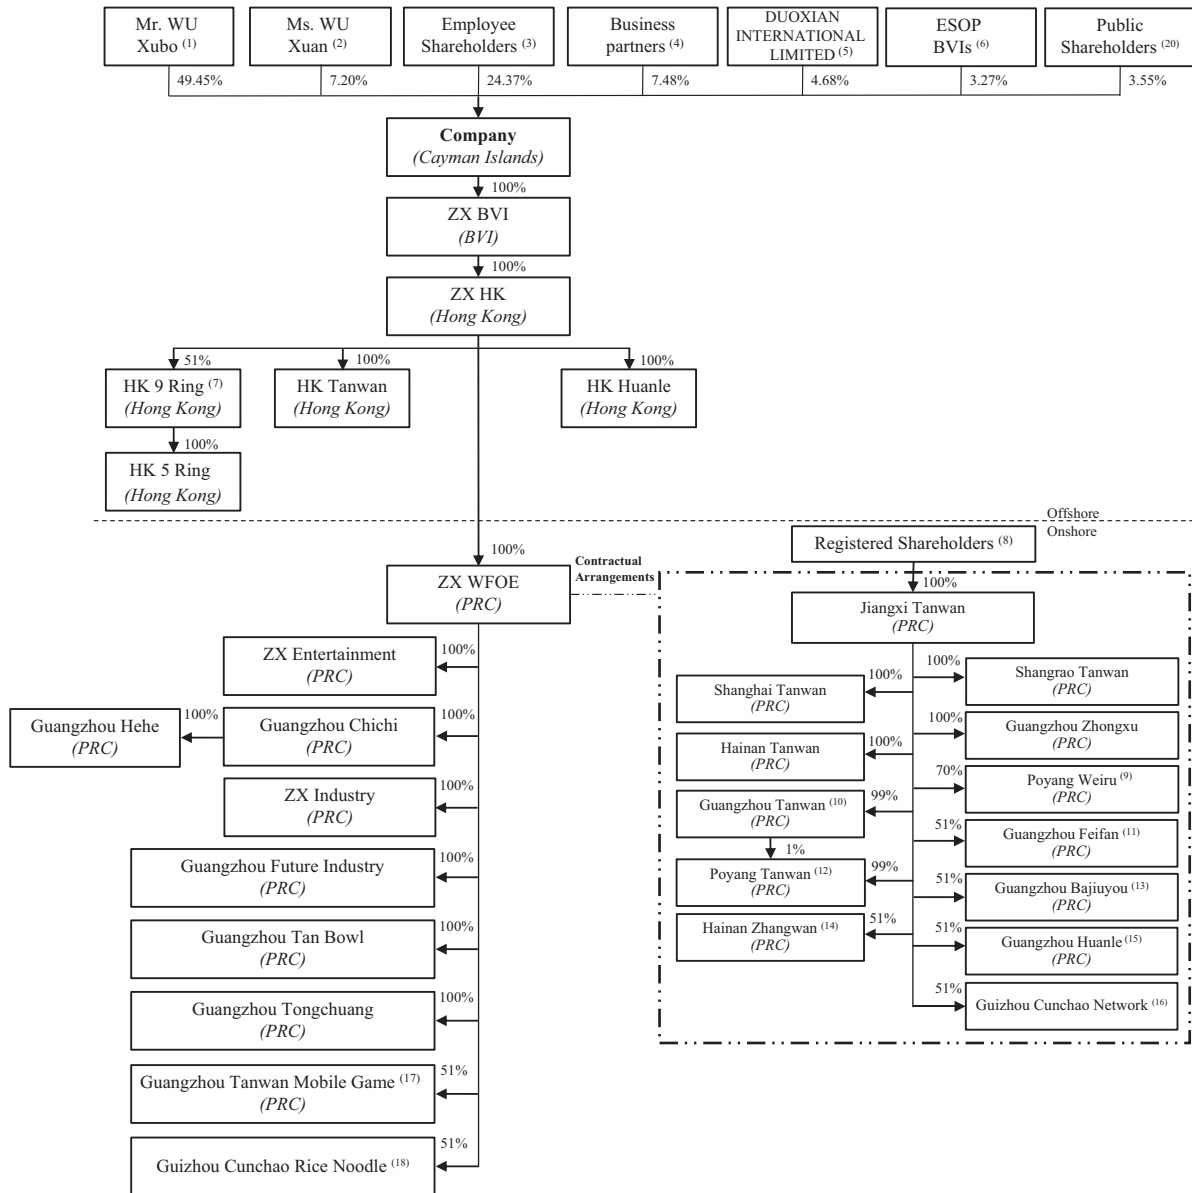 Mr. WU
Xubo (1)
Ms. WU
Xuan (2)
Employee
Shareholders (3)
Business
partners (4)
DUOXIAN
INTERNATIONAL
LIMITED (5)
ESOP
BVIs (6)
Public
Shareholders (20)
49.45%
7.20%
24.37%
7.48%
4.68%
3.27%
3.55%
Company
(Cayman Islands)
100%
ZX BVI
(BVI)
100%
ZX HK
(Hong Kong)
51%
100%
100%
HK 9 Ring (7)
(Hong Kong)
HK Tanwan
(Hong Kong)
HK Huanle
(Hong Kong)
100%
HK 5 Ring
(Hong Kong)
Offshore
Onshore
100%
Registered Shareholders (8)
ZX WFOE
(PRC)
Contractual
Arrangements
100%
Jiangxi Tanwan
(PRC)
ZX Entertainment
(PRC)
100%
Guangzhou Hehe
(PRC)
100%
Guangzhou Chichi
(PRC)
100%
ZX Industry
(PRC)
100%
Guangzhou Future Industry
(PRC)
100%
Guangzhou Tan Bowl
(PRC)
100%
Guangzhou Tongchuang
(PRC)
100%
Guangzhou Tanwan Mobile Game (17)
(PRC)
51%
Guizhou Cunchao Rice Noodle (18)
51%
Shanghai Tanwan
(PRC)
100%
100%
Shangrao Tanwan
(PRC)
Hainan Tanwan
(PRC)
100%
100%
Guangzhou Zhongxu
(PRC)
Guangzhou Tanwan (10)
(PRC)
99%
70%
Poyang Weiru (9)
(PRC)
1%
51%
Guangzhou Feifan (11)
(PRC)
Poyang Tanwan (12)
(PRC)
99%
51%
Guangzhou Bajiuyou (13)
(PRC)
Hainan Zhangwan (14)
(PRC)
51%
51%
Guangzhou Huanle (15)
(PRC)
51%
Guizhou Cunchao Network (16)